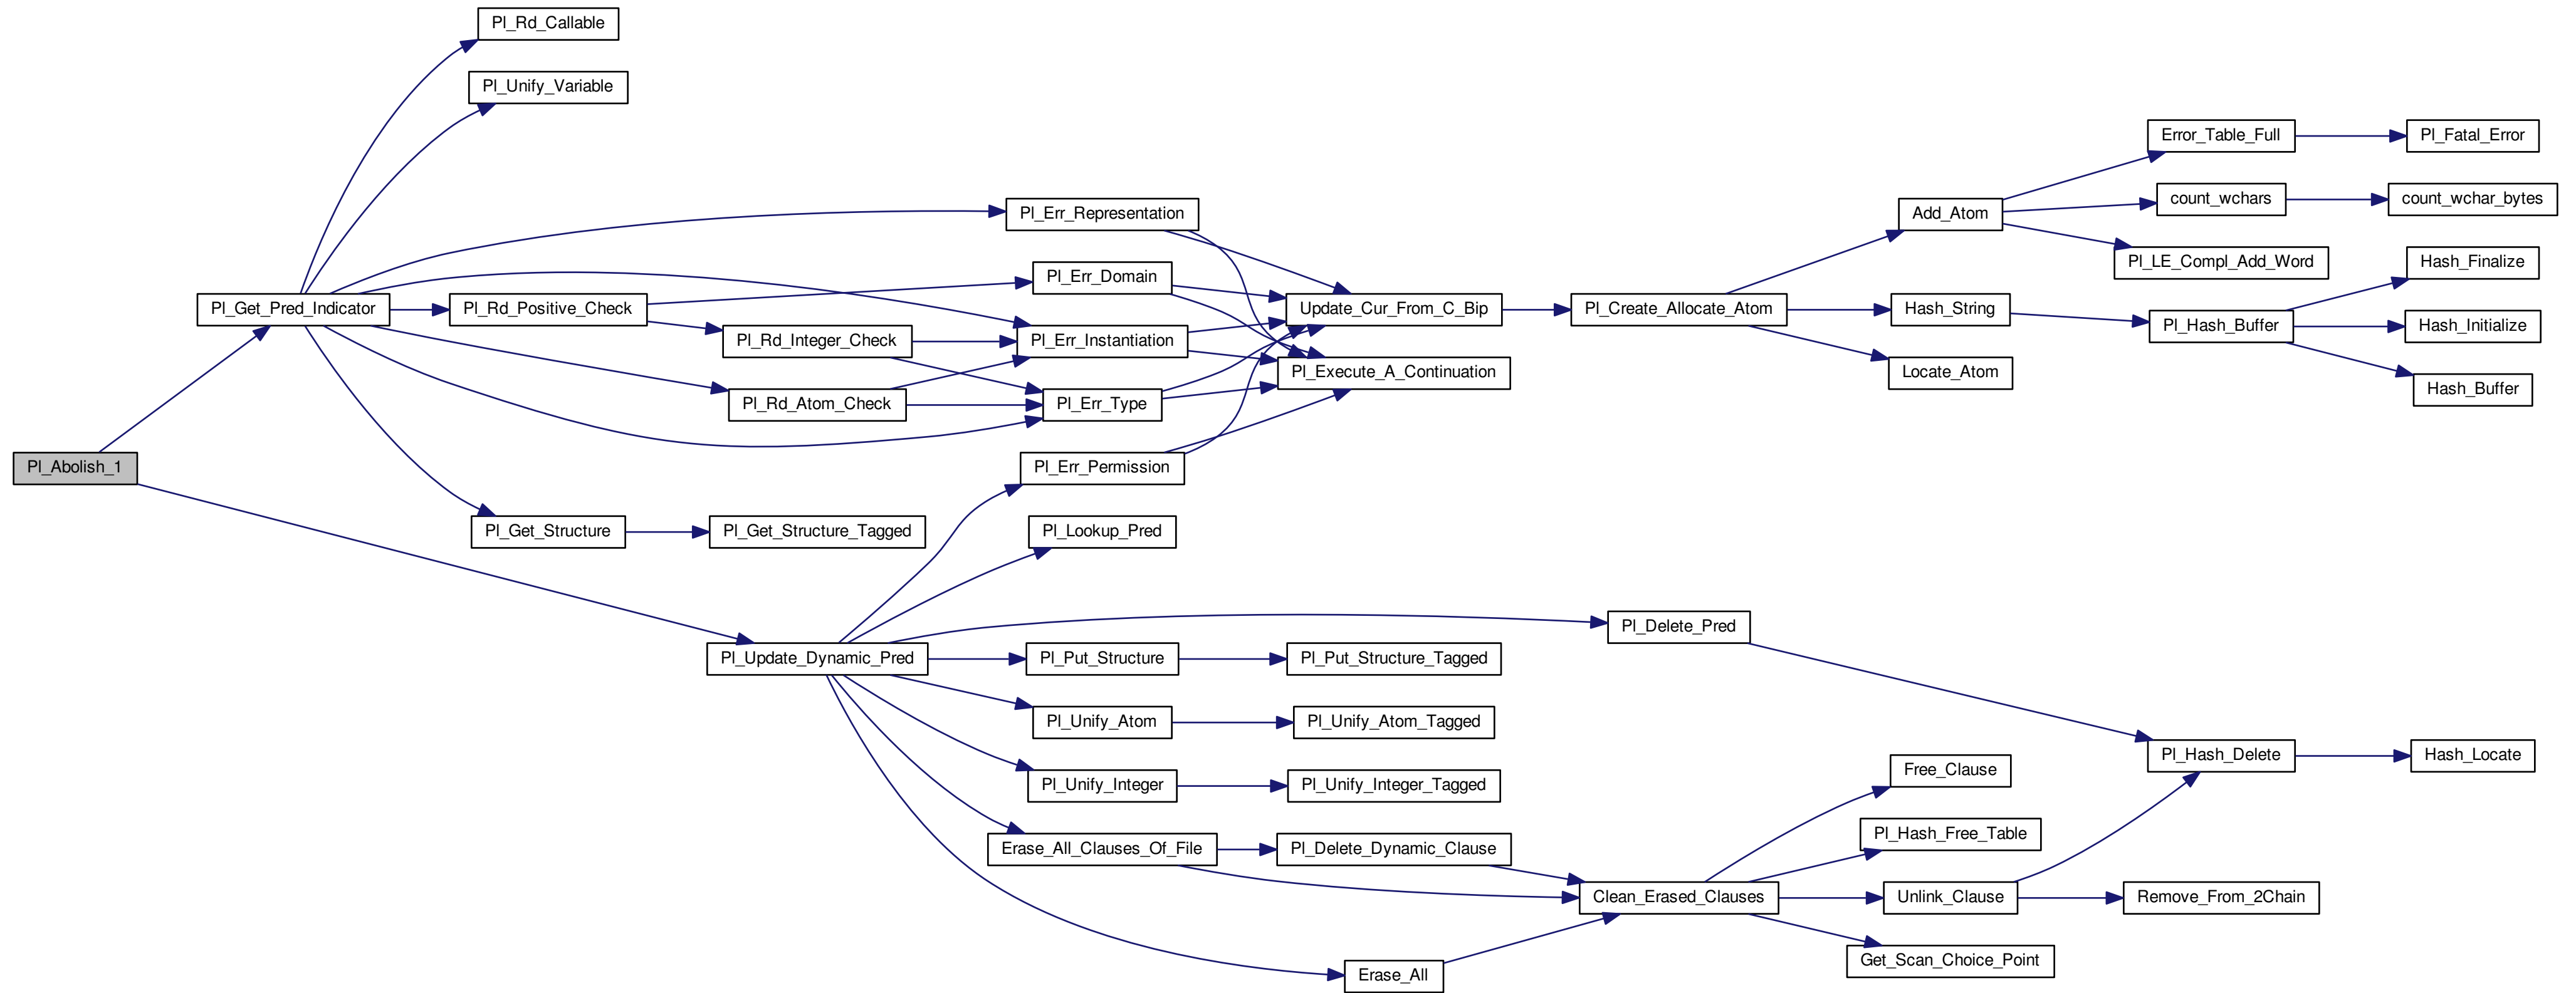 Pl_Rd_Callable
Pl_Unify_Variable
Error_Table_Full
Pl_Fatal_Error
count_wchars
count_wchar_bytes
Pl_Err_Representation
Add_Atom
Pl_LE_Compl_Add_Word
Hash_Finalize
Pl_Err_Domain
Pl_Get_Pred_Indicator
Pl_Rd_Positive_Check
Update_Cur_From_C_Bip
Pl_Create_Allocate_Atom
Hash_String
Pl_Hash_Buffer
Hash_Initialize
Pl_Rd_Integer_Check
Pl_Err_Instantiation
Pl_Execute_A_Continuation
Locate_Atom
Hash_Buffer
Pl_Rd_Atom_Check
Pl_Err_Type
Pl_Abolish_1
Pl_Err_Permission
Pl_Get_Structure
Pl_Get_Structure_Tagged
Pl_Lookup_Pred
Pl_Delete_Pred
Pl_Update_Dynamic_Pred
Pl_Put_Structure
Pl_Put_Structure_Tagged
Pl_Unify_Atom
Pl_Unify_Atom_Tagged
Pl_Hash_Delete
Hash_Locate
Free_Clause
Pl_Unify_Integer
Pl_Unify_Integer_Tagged
Pl_Hash_Free_Table
Erase_All_Clauses_Of_File
Pl_Delete_Dynamic_Clause
Clean_Erased_Clauses
Unlink_Clause
Remove_From_2Chain
Get_Scan_Choice_Point
Erase_All